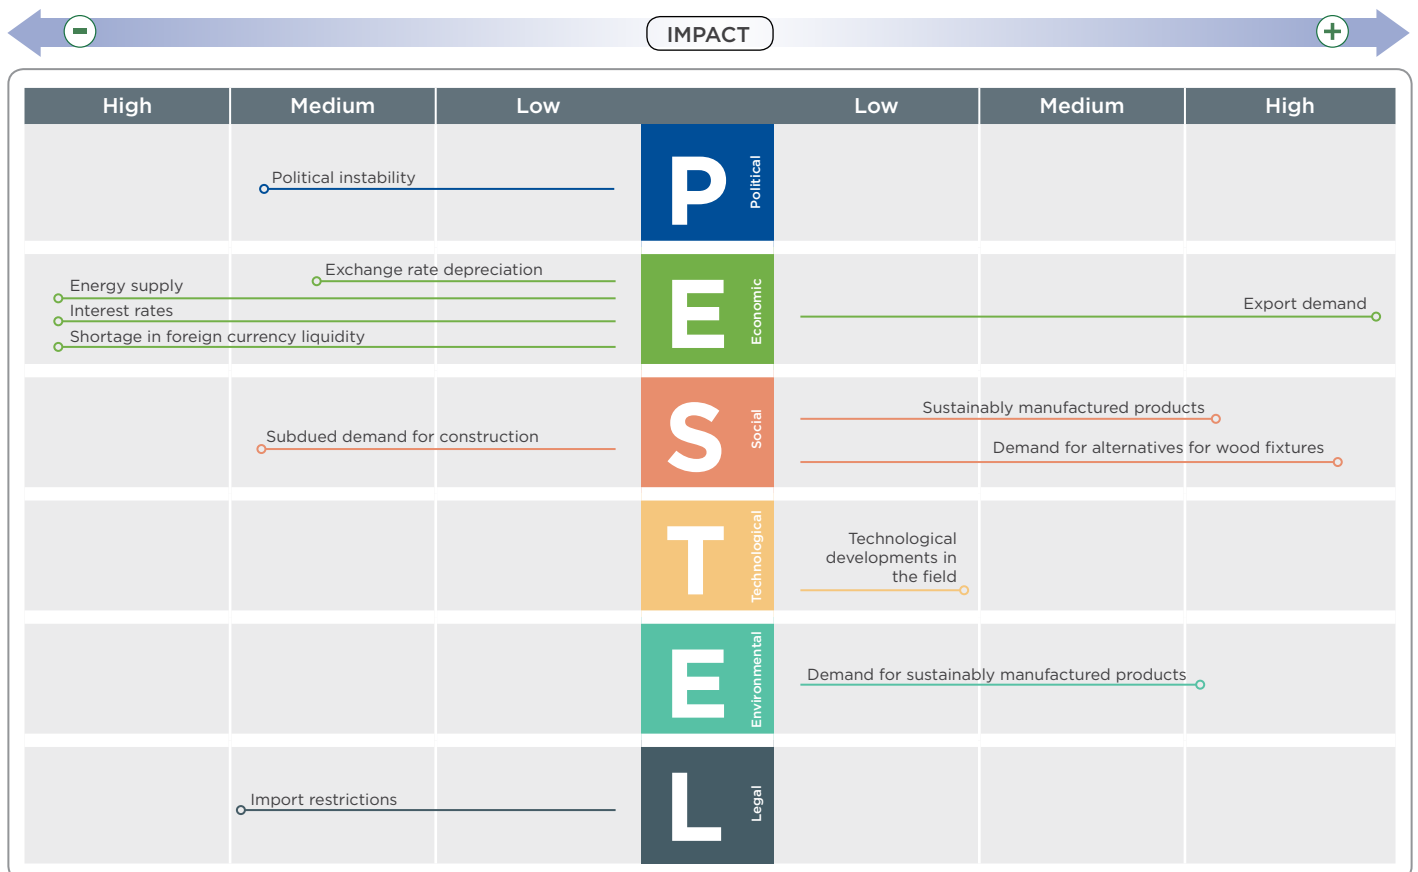 IMPACT
High
Medium
Low
Low
Medium
High
Political instability
P
Political
Exchange rate depreciation
Energy supply
Interest rates
Shortage in foreign currency liquidity
E
Economic
Export demand
Subdued demand for construction
S
Social
Sustainably manufactured products
Demand for alternatives for wood fixtures
T
Technological
Technological
developments in
the field
E
Environmental
Demand for sustainably manufactured products
Import restrictions
L
Legal